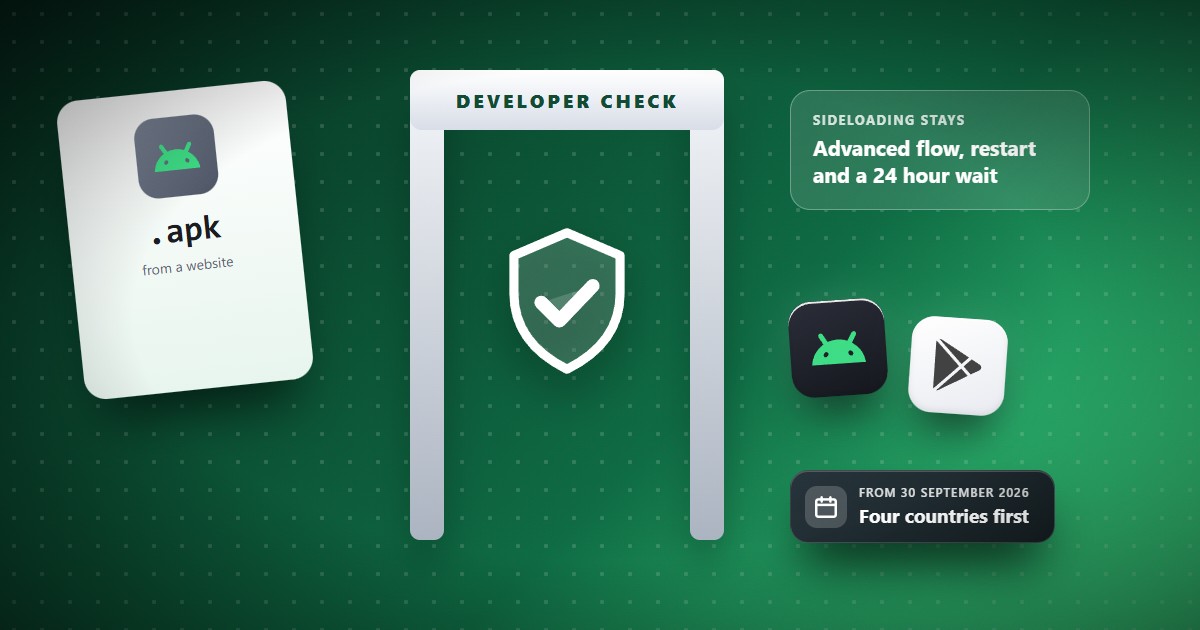 .apk
from a website
DEVELOPER CHECK
SIDELOADING STAYS
Advanced flow, restart
and a 24 hour wait
FROM 30 SEPTEMBER 2026
Four countries first